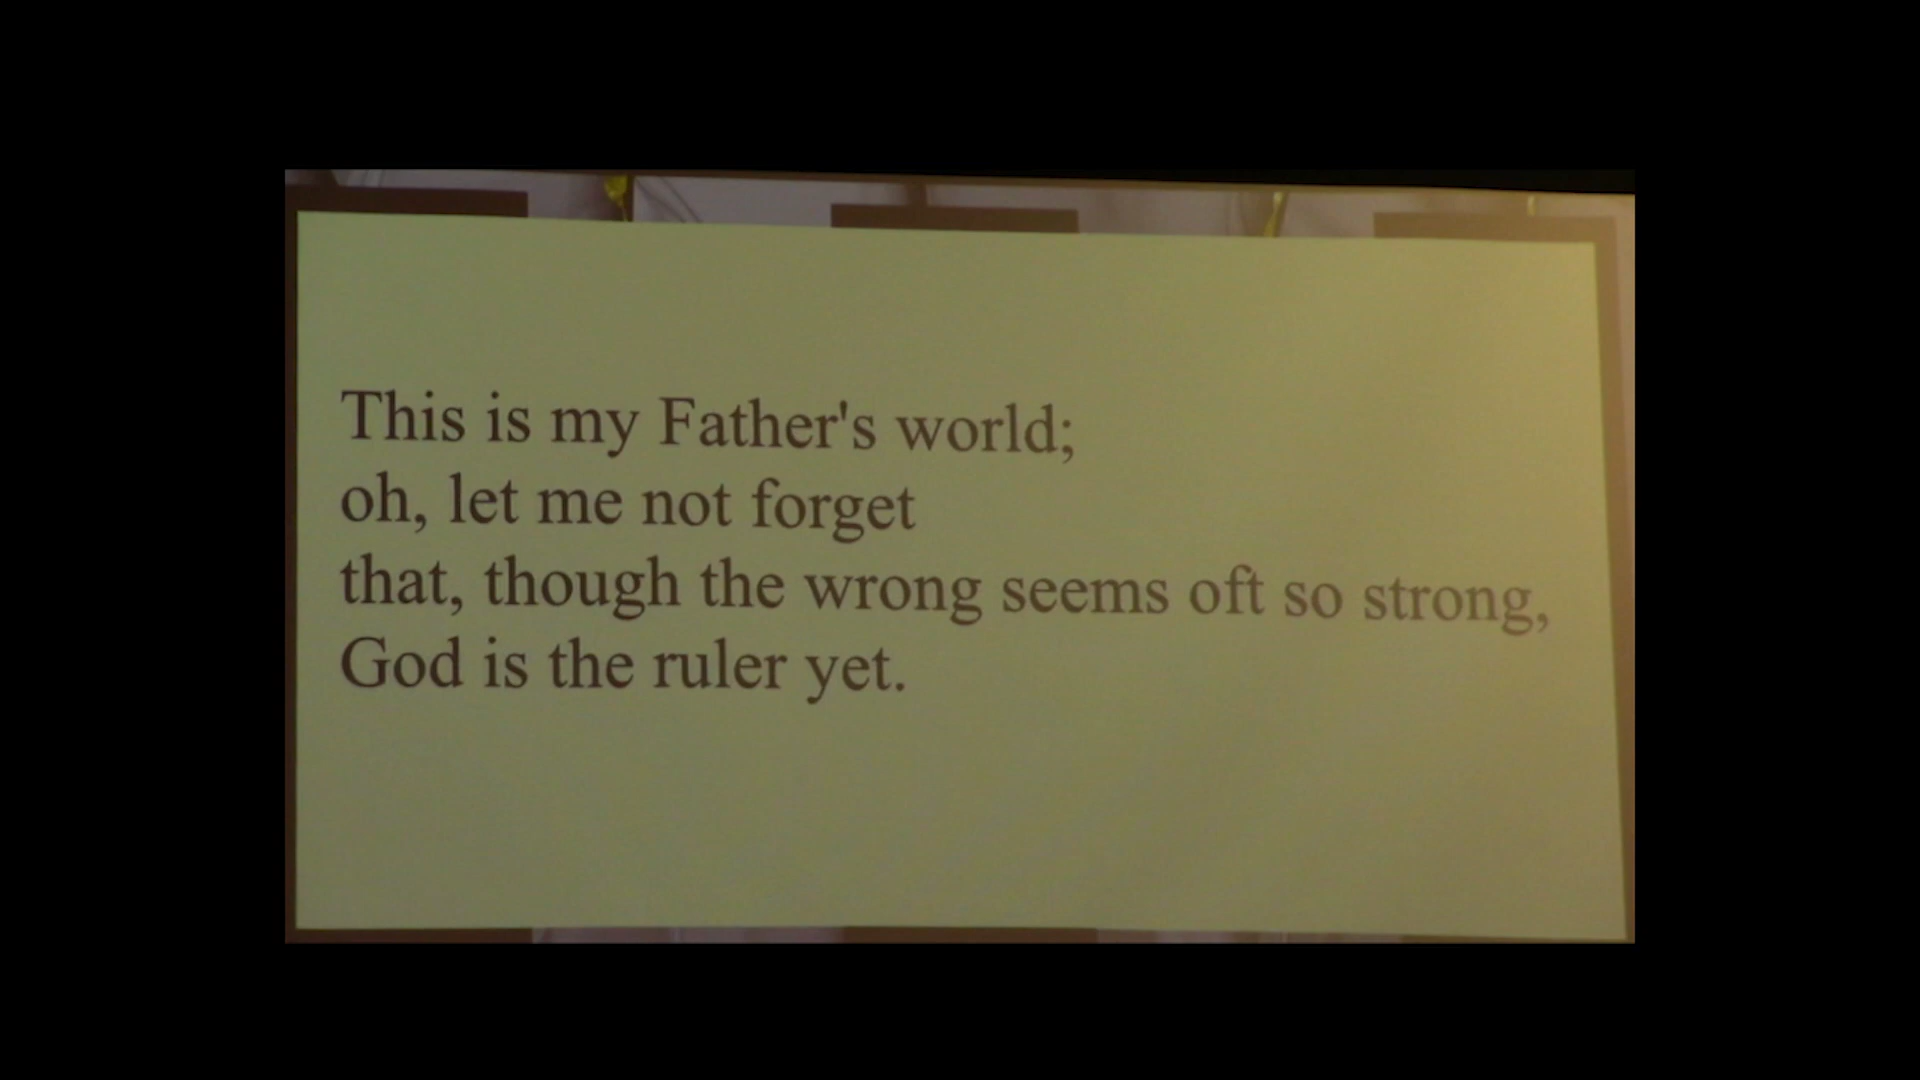 This is my Father's world;
oh, let me not forget
that, though the wrong seems oft so strong,
God is the ruler yet.